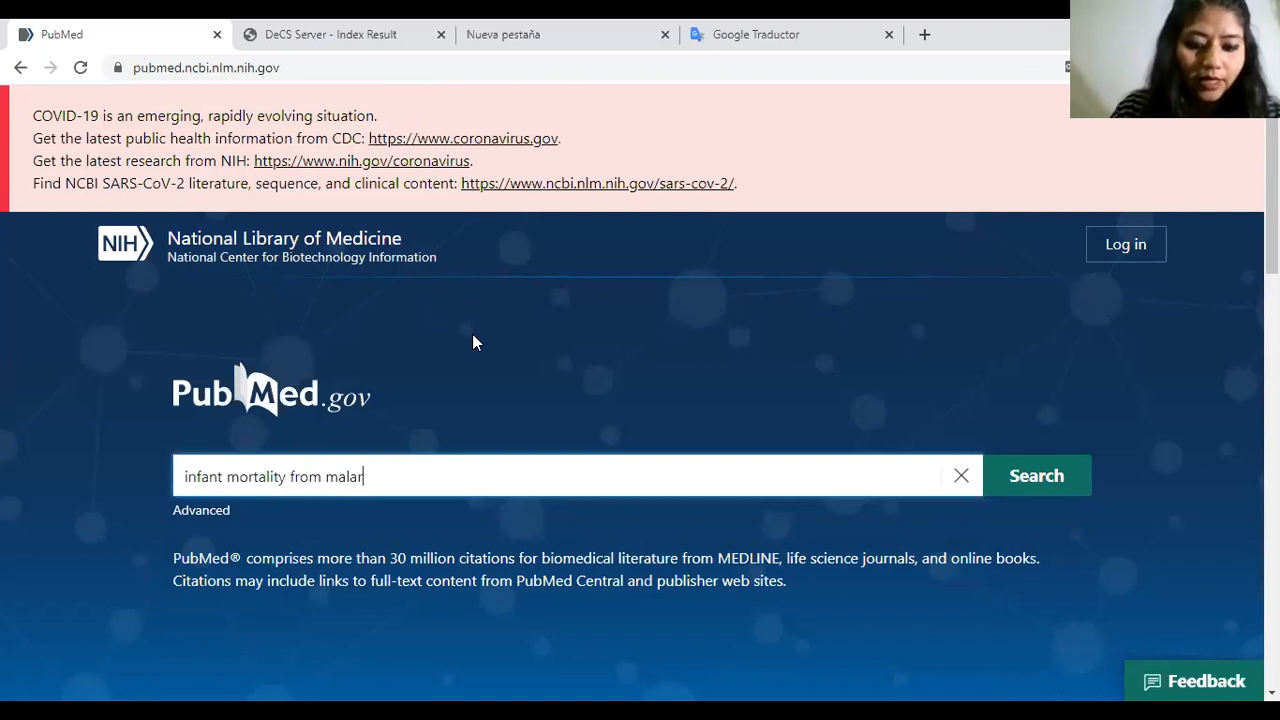 PubMed
DeCS Server - Index Result
Nueva pestaña
Google Traductor
pubmed.ncbi.nlm.nih.gov
COVID-19 is an emerging, rapidly evolving situation.
Get the latest public health information from CDC: https://www.coronavirus.gov.
Get the latest research from NIH: https://www.nih.gov/coronavirus.
Find NCBI SARS-CoV-2 literature, sequence, and clinical content: https://www.ncbi.nlm.nih.gov/sars-cov-2/.
NIH
National Library of Medicine
National Center for Biotechnology Information
Log in
PubMed.gov
infant mortality from malar
Search
Advanced
PubMed® comprises more than 30 million citations for biomedical literature from MEDLINE, life science journals, and online books.
Citations may include links to full-text content from PubMed Central and publisher web sites.
Feedback